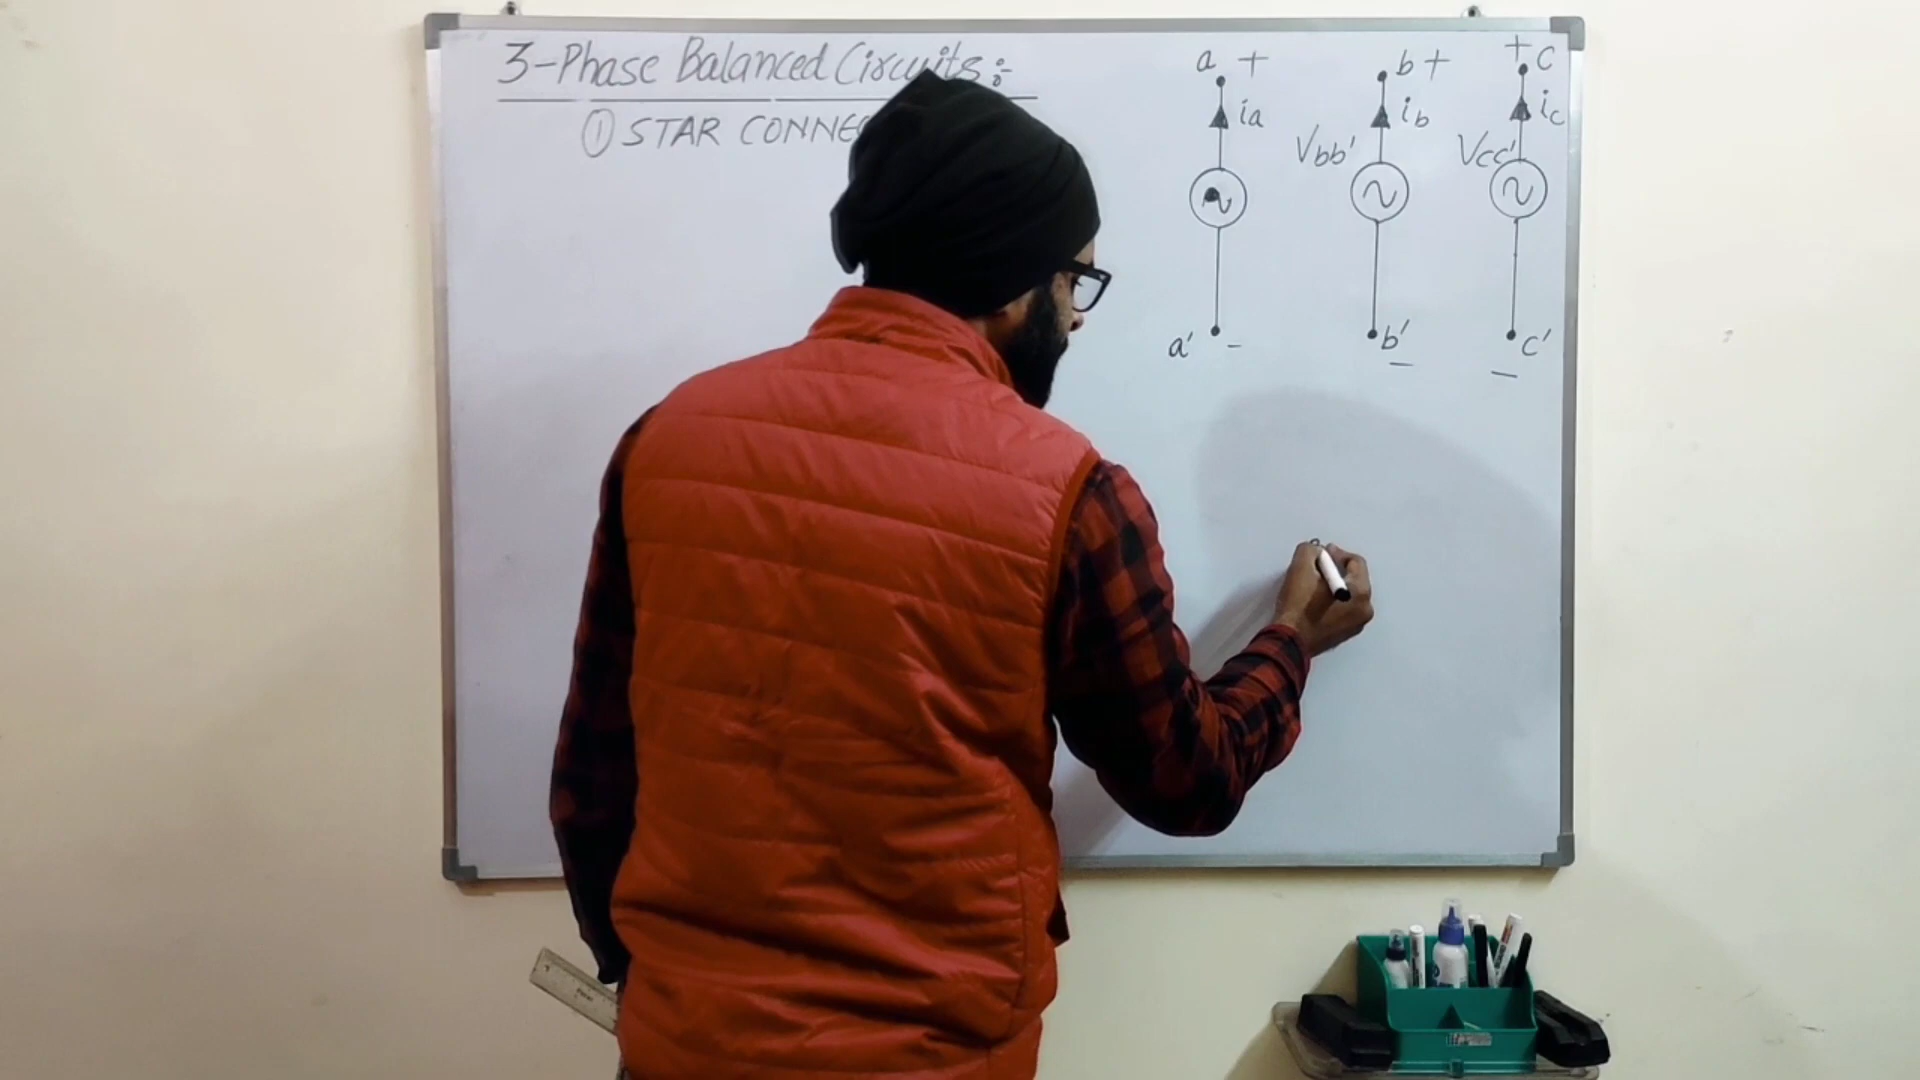 3-Phase Balanced Circuits:-
① STAR CONNEC
a +
b +
+ c
ia
ib
ic
Vbb'
Vcc'
a' -
b' -
c' -